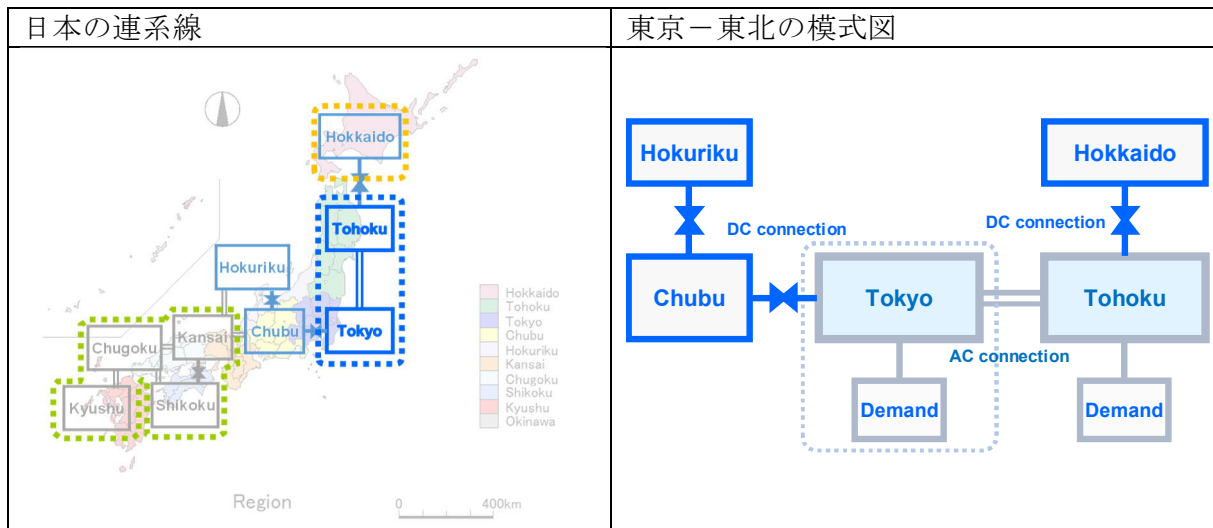 日本の連系線
東京－東北の模式図
Hokkaido
Tohoku
Hokuriku
Kansai
Chubu
Tokyo
Chugoku
Kyushu
Shikoku
Hokkaido
Tohoku
Tokyo
Chubu
Hokuriku
Kansai
Chugoku
Shikoku
Kyushu
Okinawa
Region
0
400km
Hokuriku
Hokkaido
DC connection
DC connection
Chubu
Tokyo
Tohoku
AC connection
Demand
Demand